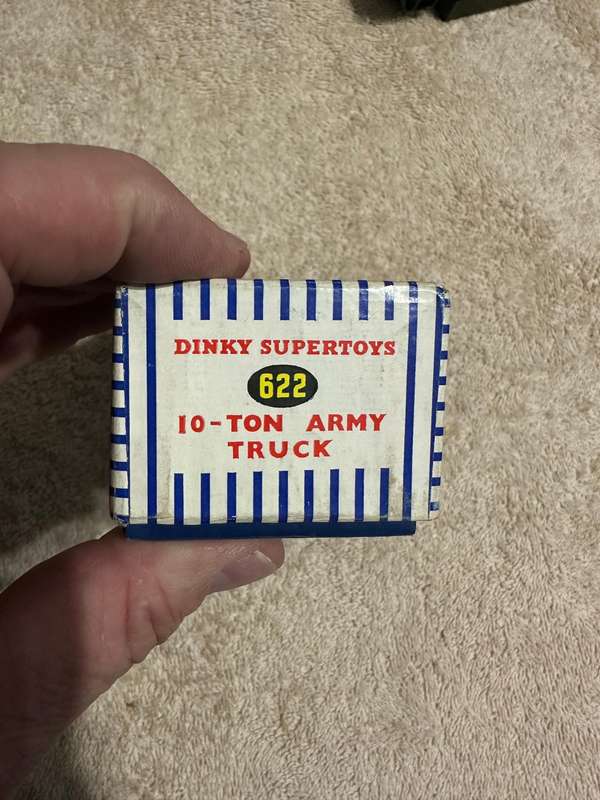 DINKY SUPERTOYS
622
10-TON ARMY
TRUCK